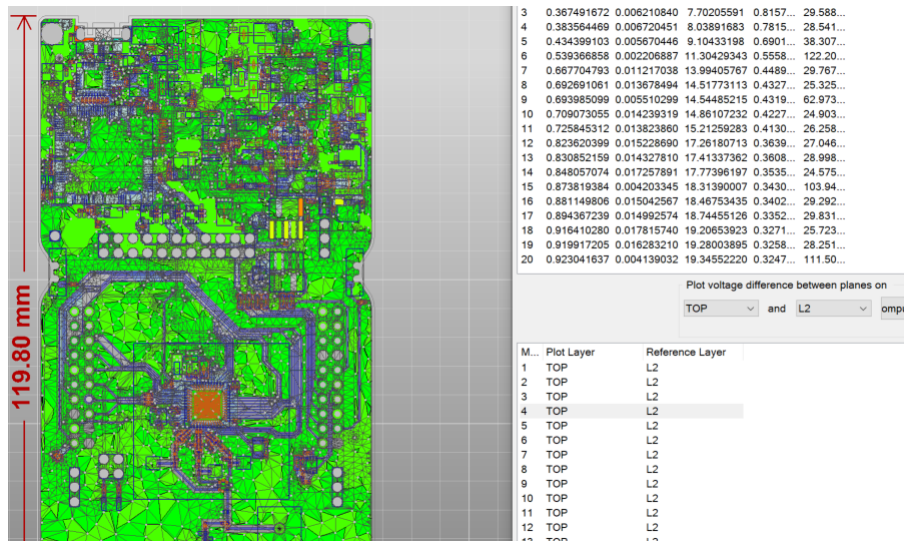 119.80 mm
3 0.367491672 0.006210840 7.70205591 0.8157... 29.588...
4 0.383564469 0.006720451 8.03891683 0.7815... 28.541...
5 0.434399153 0.005670446 9.10433198 0.6901... 38.307...
6 0.539366858 0.002206887 11.30429343 0.5558... 122.20...
7 0.667704793 0.011217038 13.99405767 0.4489... 29.767...
8 0.692691061 0.013678494 14.51773113 0.4327... 25.325...
9 0.693985099 0.005510299 14.54485215 0.4319... 62.973...
10 0.709073055 0.014239319 14.86107232 0.4227... 24.903...
11 0.725845312 0.013823860 15.21259283 0.4130... 26.258...
12 0.823620399 0.015228690 17.26180713 0.3639... 27.046...
13 0.830852159 0.014327810 17.41337362 0.3608... 28.998...
14 0.848057074 0.017257891 17.77396197 0.3535... 24.575...
15 0.873819384 0.004203345 18.31390007 0.3430... 103.94...
16 0.881149806 0.015042567 18.46753435 0.3402... 29.292...
17 0.894367239 0.014992574 18.74455126 0.3352... 29.831...
18 0.916410280 0.017815740 19.20653923 0.3271... 25.723...
19 0.919917205 0.016283210 19.28003895 0.3258... 28.251...
20 0.923041637 0.004139032 19.34552220 0.3247... 111.50...
Plot voltage difference between planes on
TOP and L2 ompu
M... Plot Layer Reference Layer
1 TOP L2
2 TOP L2
3 TOP L2
4 TOP L2
5 TOP L2
6 TOP L2
7 TOP L2
8 TOP L2
9 TOP L2
10 TOP L2
11 TOP L2
12 TOP L2
13 TOP L2